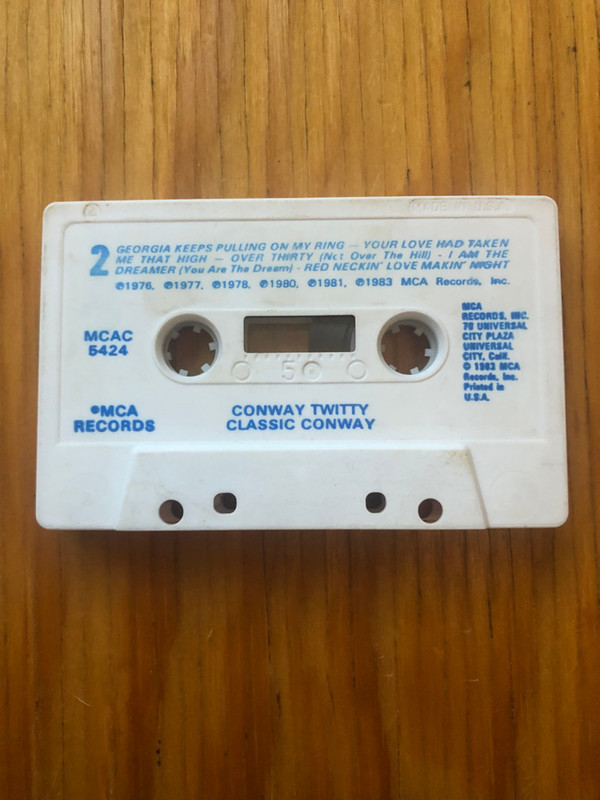 MADE IN U.S.A.
2
GEORGIA KEEPS PULLING ON MY RING — YOUR LOVE HAD TAKEN
ME THAT HIGH — OVER THIRTY (Not Over The Hill) - I AM THE
DREAMER (You Are The Dream) - RED NECKIN' LOVE MAKIN' NIGHT
℗1976, ℗1977, ℗1978, ℗1980, ℗1981, ℗1983 MCA Records, Inc.
MCAC
5424
MCA
RECORDS, INC.
70 UNIVERSAL
CITY PLAZA
UNIVERSAL
CITY, Calif.
© 1983 MCA
Records, Inc.
Printed in
U.S.A.
5
●MCA
RECORDS
CONWAY TWITTY
CLASSIC CONWAY